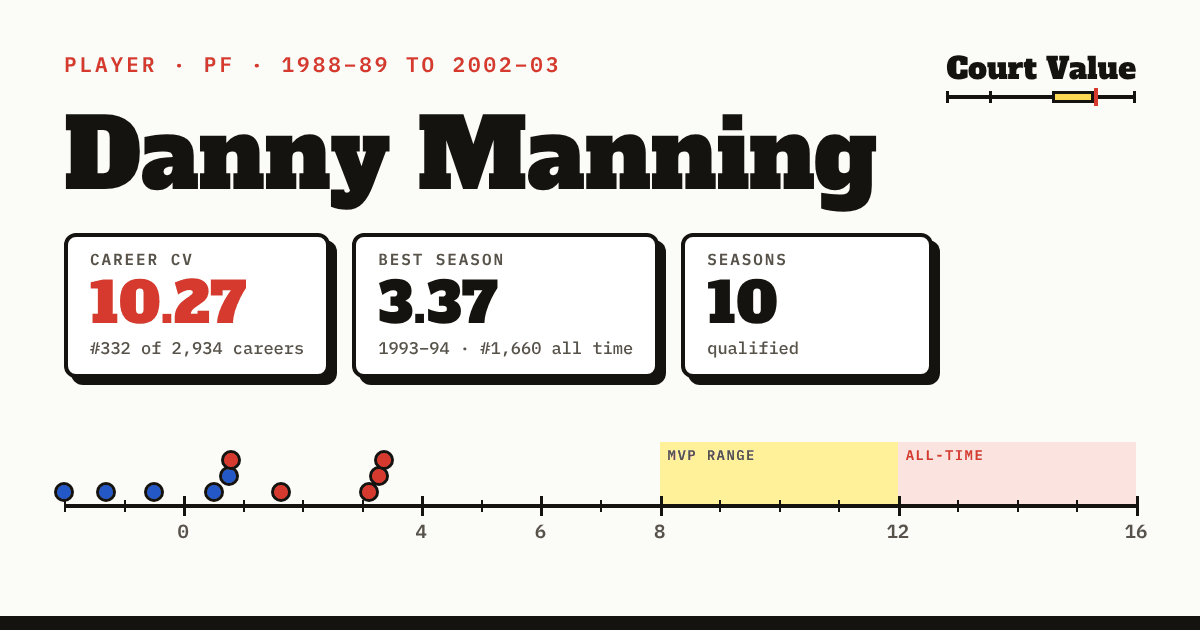 PLAYER · PF · 1988–89 TO 2002–03
Court Value
Danny Manning
CAREER CV
10.27
#332 of 2,934 careers
BEST SEASON
3.37
1993–94 · #1,660 all time
SEASONS
10
qualified
MVP RANGE
ALL-TIME
0 4 6 8 12 16